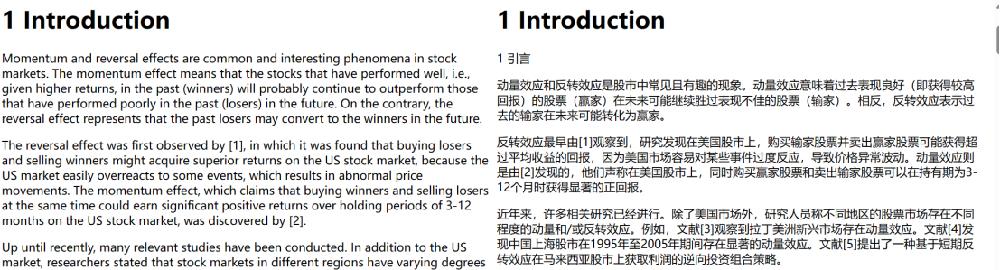 1 Introduction
Momentum and reversal effects are common and interesting phenomena in stock
markets. The momentum effect means that the stocks that have performed well, i.e.,
given higher returns, in the past (winners) will probably continue to outperform those
that have performed poorly in the past (losers) in the future. On the contrary, the
reversal effect represents that the past losers may convert to the winners in the future.
The reversal effect was first observed by [1], in which it was found that buying losers
and selling winners might acquire superior returns on the US stock market, because the
US market easily overreacts to some events, which results in abnormal price
movements. The momentum effect, which claims that buying winners and selling losers
at the same time could earn significant positive returns over holding periods of 3-12
months on the US stock market, was discovered by [2].
Up until recently, many relevant studies have been conducted. In addition to the US
market, researchers stated that stock markets in different regions have varying degrees
1 Introduction
1 引言
动量效应和反转效应是股市中常见且有趣的现象。动量效应意味着过去表现良好（即获得较高
回报）的股票（赢家）在未来可能继续胜过表现不佳的股票（输家）。相反，反转效应表示过
去的输家在未来可能转化为赢家。
反转效应最早由[1]观察到，研究发现在美国股市上，购买输家股票并卖出赢家股票可能获得超
过平均收益的回报，因为美国市场容易对某些事件过度反应，导致价格异常波动。动量效应则
是由[2]发现的，他们声称在美国股市上，同时购买赢家股票和卖出输家股票可以在持有期为3-
12个月时获得显著的正回报。
近年来，许多相关研究已经进行。除了美国市场外，研究人员称不同地区的股票市场存在不同
程度的动量和/或反转效应。例如，文献[3]观察到拉丁美洲新兴市场存在动量效应。文献[4]发
现中国上海股市在1995年至2005年期间存在显著的动量效应。文献[5]提出了一种基于短期反
转效应在马来西亚股市上获取利润的逆向投资组合策略。